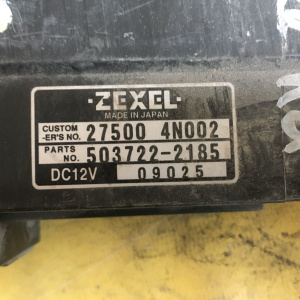 ·ZEXEL·
MADE IN JAPAN
CUSTOM -ER'S NO. 27500 4N002
PARTS NO. 503722-2185
DC12V 09025